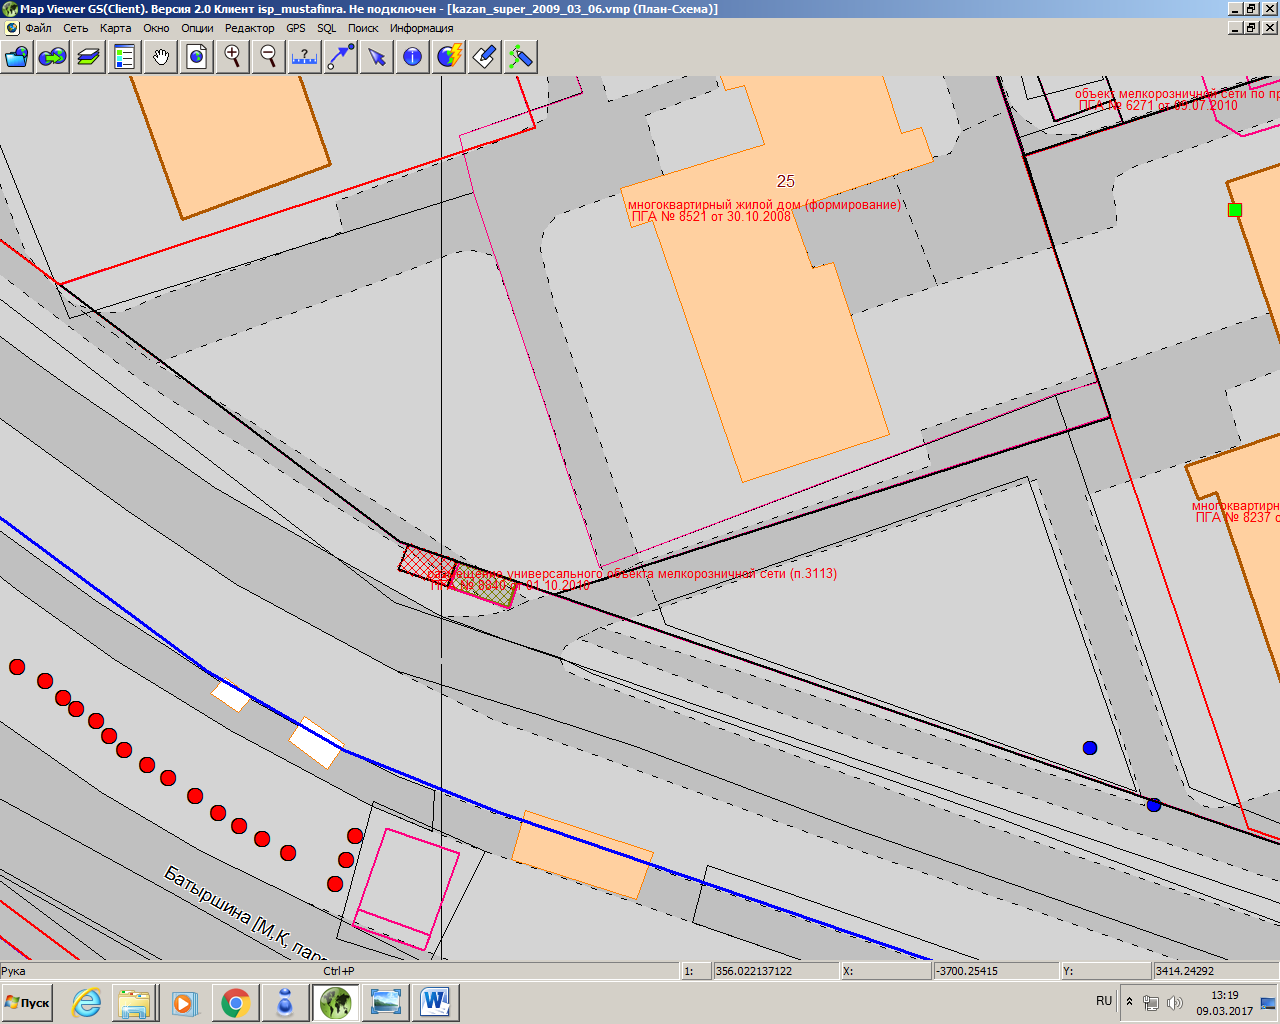 Map Viewer GS(Client). Версия 2.0 Клиент isp_mustafinra. Не подключен - [kazan_super_2009_03_06.vmp (План-Схема)]
Файл Сеть Карта Окно Опции Редактор GPS SQL Поиск Информация
объект мелкорозничной сети по пр
ПГА № 6271 от 09.07.2010
25
многоквартирный жилой дом (формирование)
ПГА № 8521 от 30.10.2008
многоквартирн
ПГА № 8237 о
размещение универсального объекта мелкорозничной сети (п.3113)
ПГА № 8840 от 01.10.2010
Батыршина [М,К, пар
Рука Ctrl+P 1: 356.022137122 X: -3700.25415 Y: 3414.24292
Пуск RU 13:19
09.03.2017